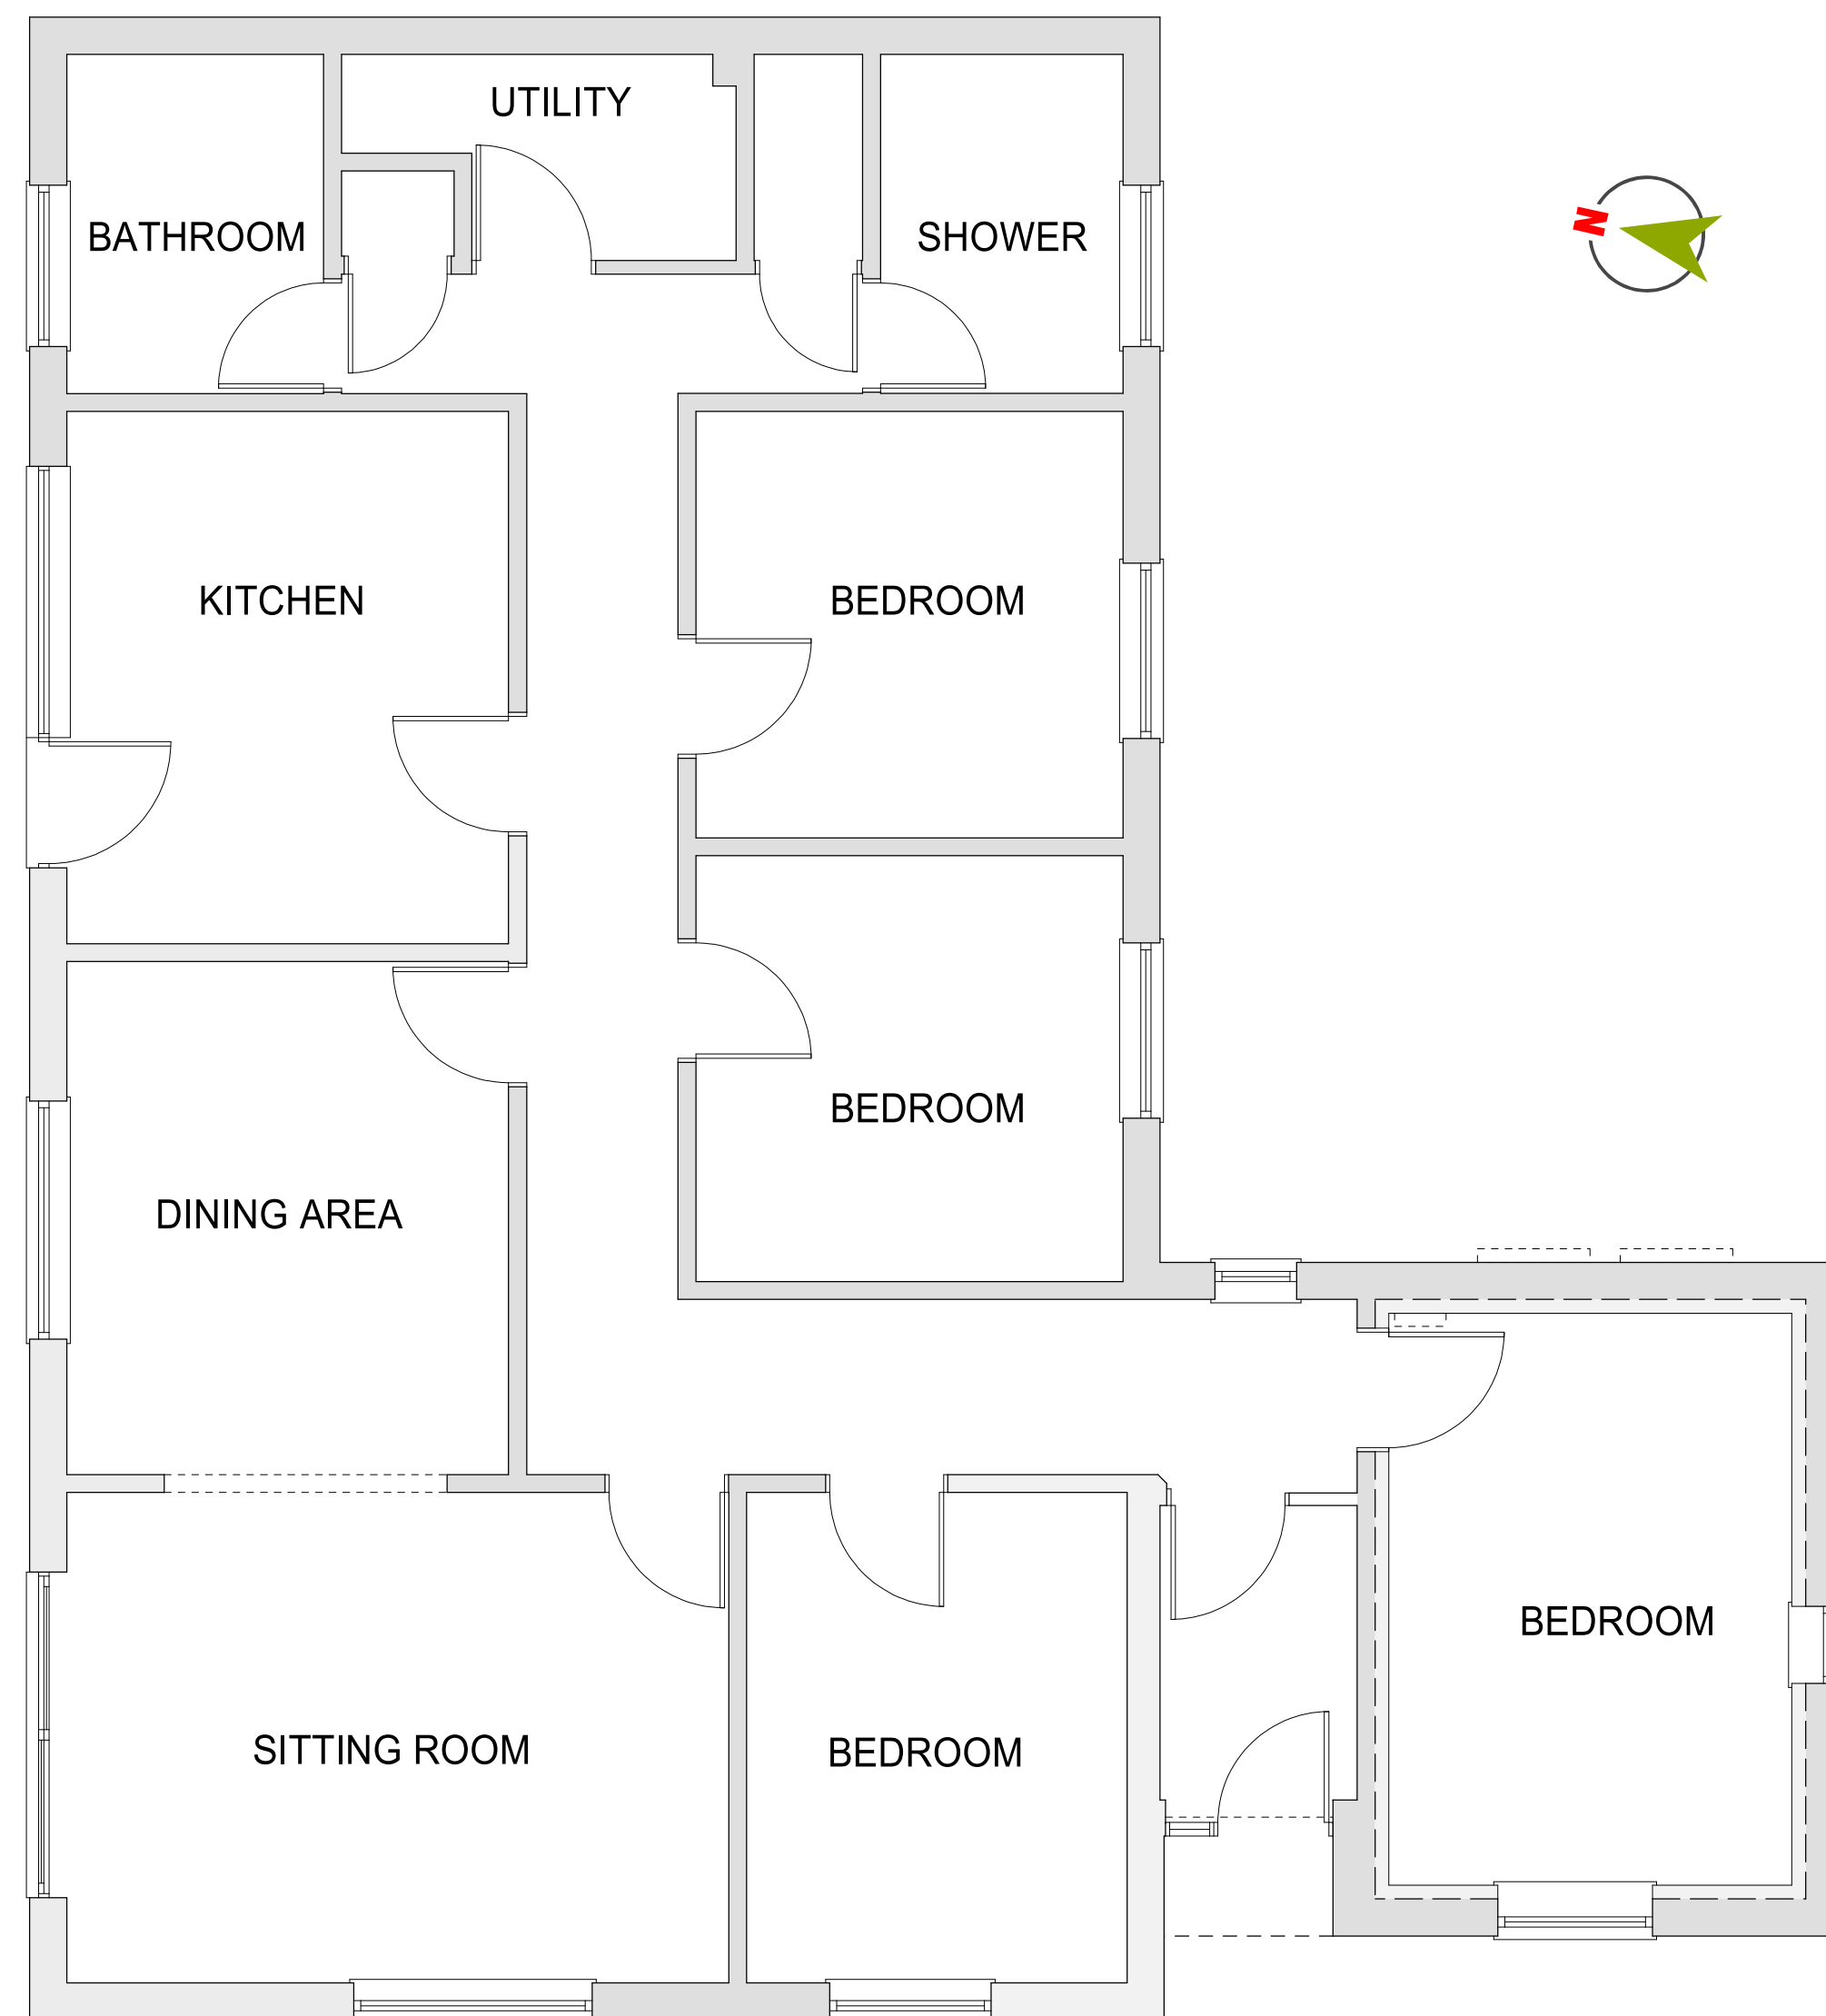 UTILITY
BATHROOM
SHOWER
N
KITCHEN
BEDROOM
BEDROOM
DINING AREA
BEDROOM
SITTING ROOM
BEDROOM